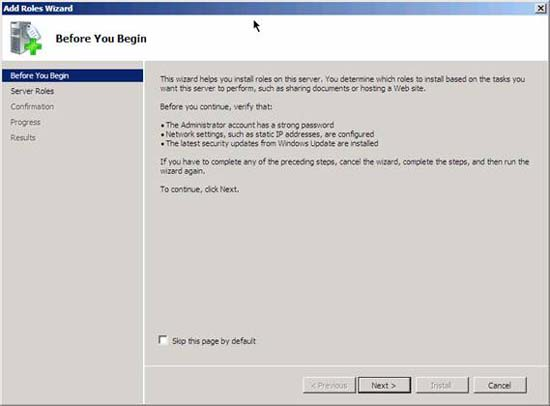 Add Roles Wizard
Before You Begin
Before You Begin
Server Roles
Confirmation
Progress
Results
This wizard helps you install roles on this server. You determine which roles to install based on the tasks you
want this server to perform, such as sharing documents or hosting a Web site.
Before you continue, verify that:
• The Administrator account has a strong password
• Network settings, such as static IP addresses, are configured
• The latest security updates from Windows Update are installed
If you have to complete any of the preceding steps, cancel the wizard, complete the steps, and then run the
wizard again.
To continue, click Next.
Skip this page by default
< Previous
Next >
Install
Cancel